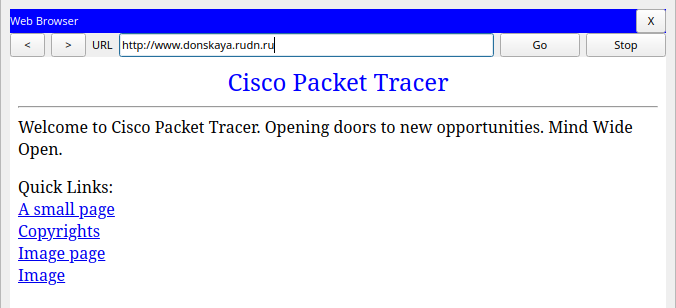 Web Browser X
< > URL http://www.donskaya.rudn.ru Go Stop
Cisco Packet Tracer
Welcome to Cisco Packet Tracer. Opening doors to new opportunities. Mind Wide
Open.
Quick Links:
A small page
Copyrights
Image page
Image